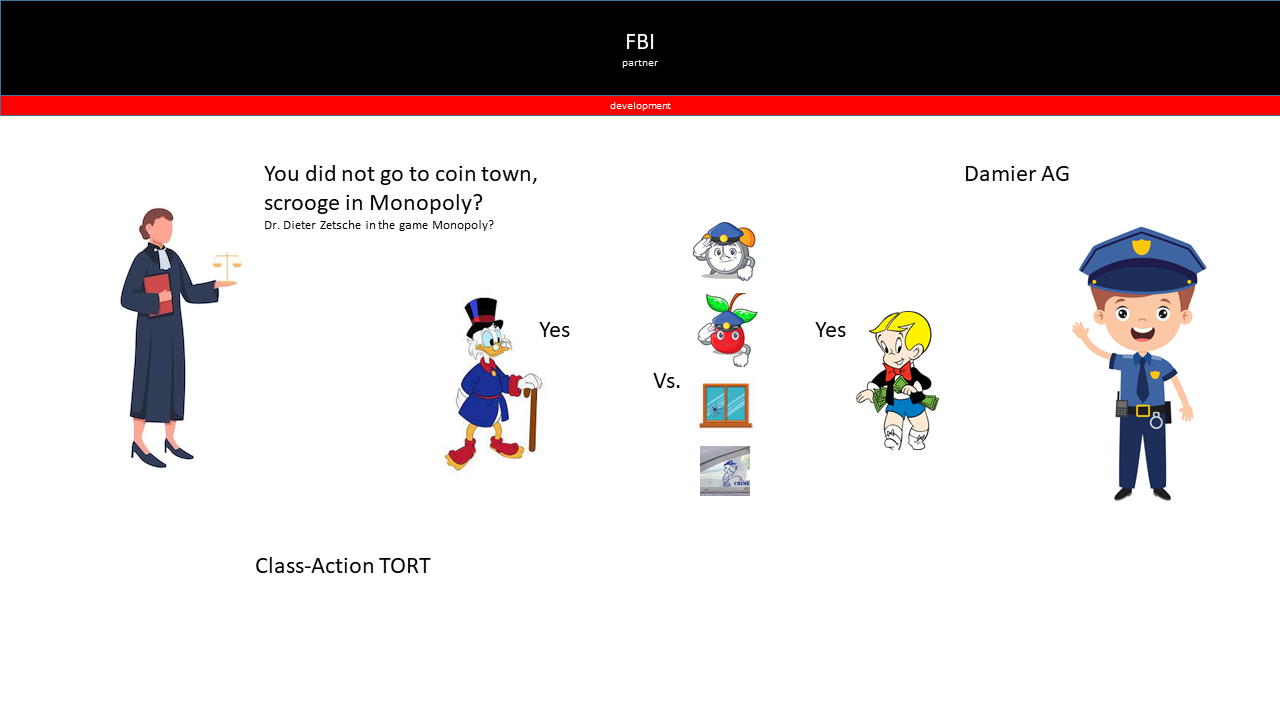 FBI
partner
development
You did not go to coin town,
scrooge in Monopoly?
Dr. Dieter Zetsche in the game Monopoly?
Damier AG
Yes
Yes
Vs.
CRIME
Class-Action TORT